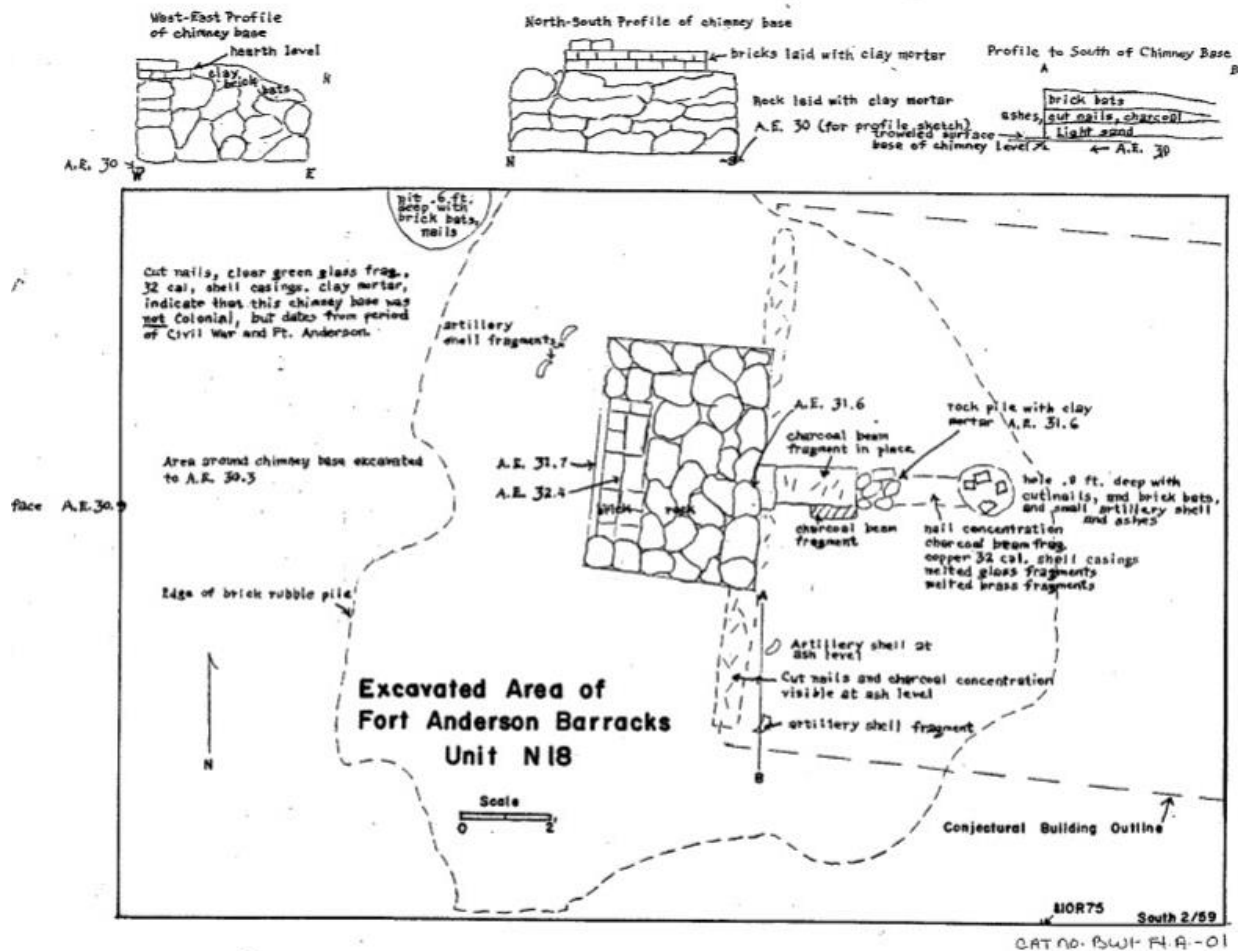 West-East Profile
of chimney base
hearth level
clay
brick
bats
A.E. 30
W
E
North-South Profile of chimney base
bricks laid with clay mortar
Rock laid with clay mortar
A.E. 30 (for profile sketch)
N
S
Profile to South of Chimney Base
A
B
brick bats
ashes, cut nails, charcoal
Light sand
troweled surface
base of chimney Level
A.E. 30
pit .6 ft.
deep with
brick bats,
nails
Cut nails, clear green glass frag.,
32 cal. shell casings, clay mortar,
indicate that this chimney base was
not Colonial, but dates from period
of Civil War and Ft. Anderson.
artillery
shell fragments
A.E. 31.6
charcoal beam
fragment in place
rock pile with clay
mortar A.E. 31.6
Area around chimney base excavated
to A.E. 30.3
A.E. 31.7
A.E. 32.4
brick
rock
face A.E. 30.9
hole .8 ft. deep with
cut nails, and brick bats,
and small artillery shell
and ashes
charcoal beam
fragment
nail concentration
charcoal beam frag.
copper 32 cal. shell casings
melted glass fragments
melted brass fragments
Edge of brick rubble pile
A
Artillery shell at
ash level
Cut nails and charcoal concentration
visible at ash level
artillery shell fragment
B
N
Excavated Area of
Fort Anderson Barracks
Unit N18
Scale
0 2
Conjectural Building Outline
South 2/59
CAT NO. BW1-Ft.A.-01